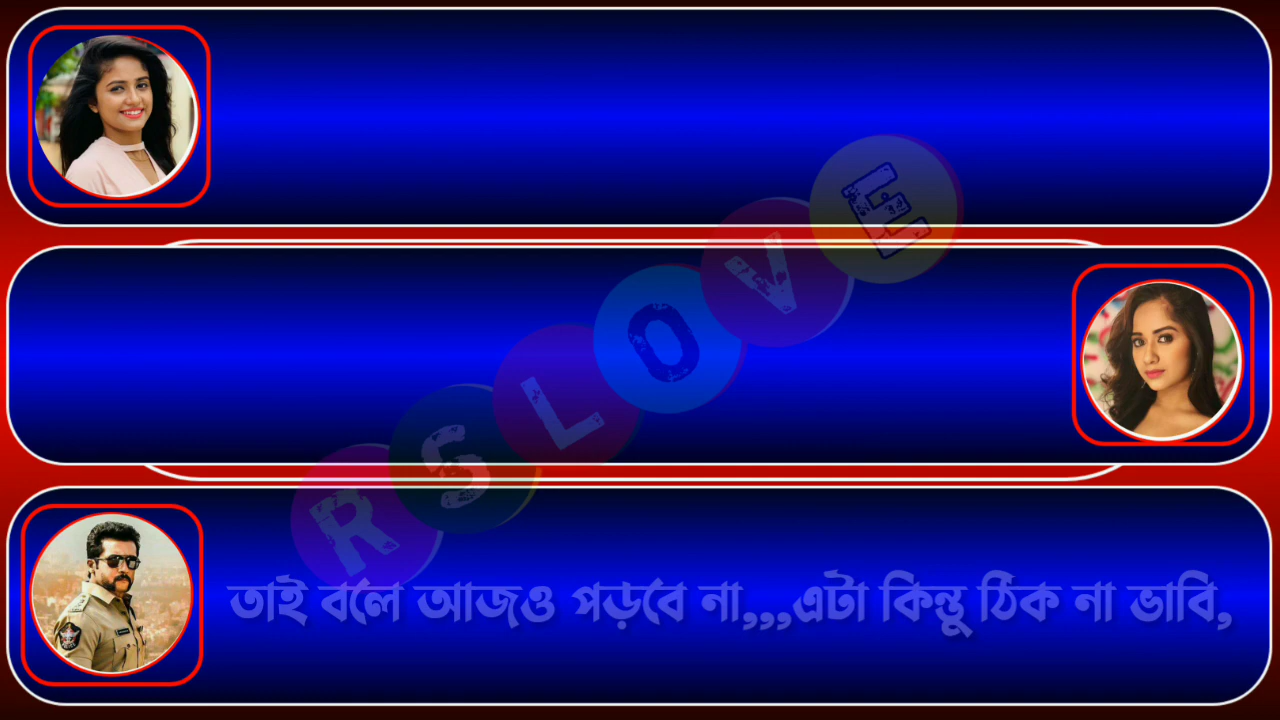 RSLOVE
তাই বলে আজও পড়বে না,,,এটা কিন্তু ঠিক না ভাবি,